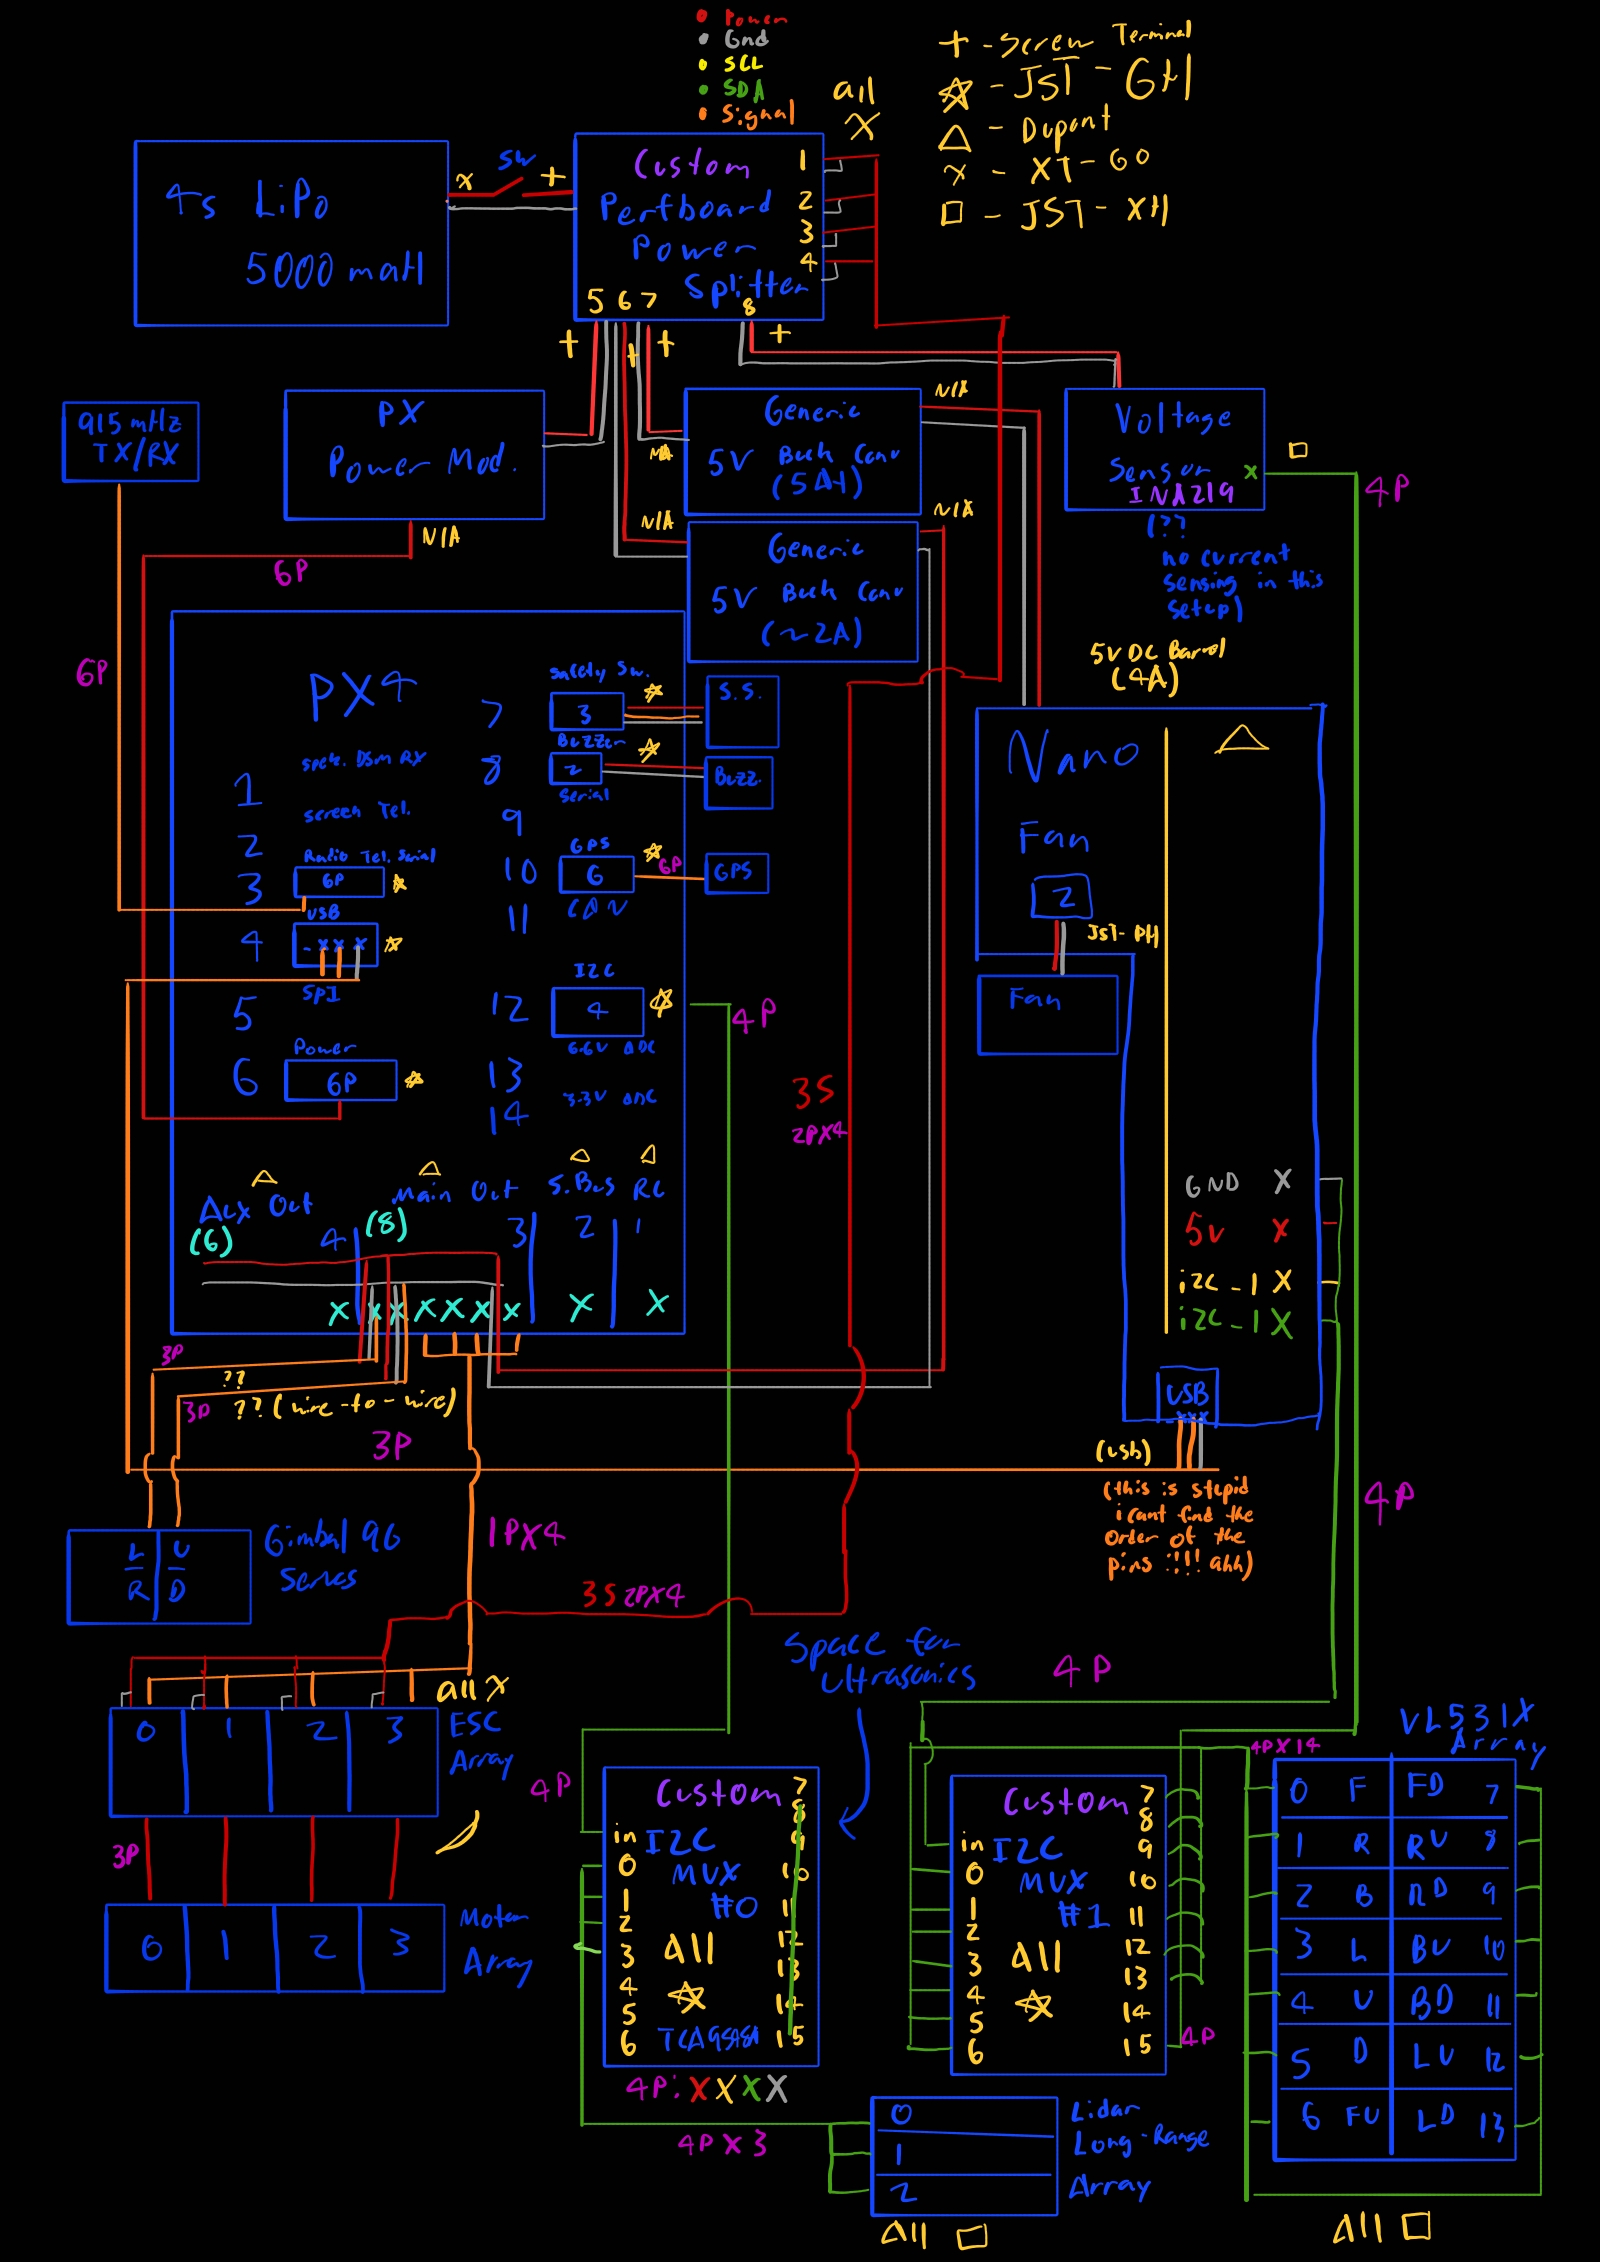 Power
Gnd
SCL
SDA
Signal
+ - Screw Terminal
☆ - JST - GH
△ - Dupont
x - XT-60
□ - JST-XH
all
x
4s LiPo
5000 mAH
x
SW
+
Custom
Perfboard
Power
Splitter
1
2
3
4
5 6 7
8
+
+
+
+
915 mHz
TX/RX
PX
Power Mod.
N/A
6P
6P
Generic
5V Buck Conv
(5A)
N/A
N/A
Generic
5V Buck Conv
(~2A)
N/A
N/A
Voltage
Sensor
INA219
x
(??
no current
sensing in this
setup)
□
4P
5V DC Barrel
(4A)
PX4
1
spek. DSM RX
2
screen Tel.
3
Radio Tel. Serial
6P
4
USB
- x x x
5
SPI
6
Power
6P
7
Safety Sw.
3
S.S.
8
Buzzer
2
Buzz.
9
Serial
10
GPS
6
6P
GPS
11
CAN
12
I2C
4
4P
13
6.6V ADC
14
3.3V ADC
Aux Out
(6)
4
Main Out
(8)
3
S.Bus
2
RC
1
x x x x x x x x x
3P
??
3P
?? (wire-to-wire)
3P
3S
2PX4
Nano
Fan
2
JST-PH
Fan
GND X
5V X
i2C_1 X
i2C_1 X
USB
- x x x
(usb)
(this is stupid
i cant find the
order of the
pins !!!! ahh)
4P
L
R
U
D
Gimbal 9G
Servos
1PX4
3S 2PX4
all x
0 1 2 3
ESC
Array
3P
0 1 2 3
Motor
Array
Space for
Ultrasonics
4P
4P
Custom
I2C
MUX
#0
All
☆
in
0
1
2
3
4
5
6
7
8
9
10
11
12
13
14
15
4P: X X X X
4P X 3
Custom
I2C
MUX
#1
All
☆
in
0
1
2
3
4
5
6
7
8
9
10
11
12
13
14
15
4P
0
1
2
Lidar
Long-Range
Array
All □
VL531X
Array
4PX14
0 F FD 7
1 R RU 8
2 B RD 9
3 L BU 10
4 U BD 11
5 D LU 12
6 FU LD 13
All □